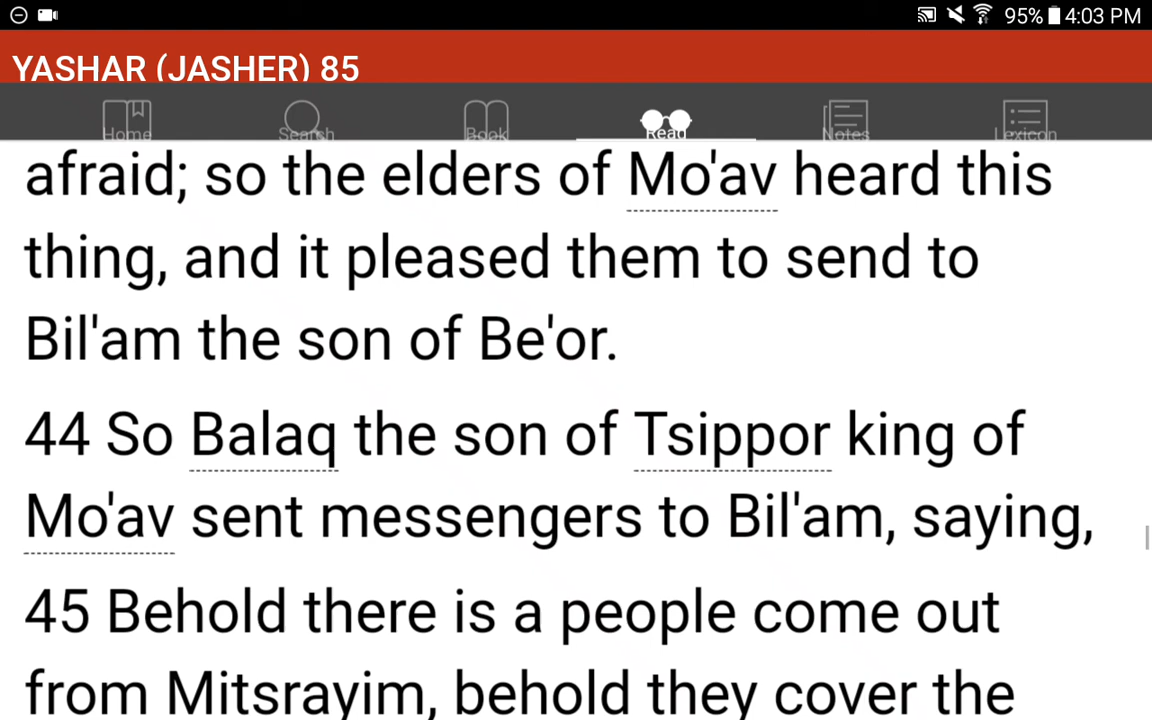 95% 4:03 PM
YASHAR (JASHER) 85
Home Search Book Read Notes Lexicon
afraid; so the elders of Mo'av heard this
thing, and it pleased them to send to
Bil'am the son of Be'or.
44 So Balaq the son of Tsippor king of
Mo'av sent messengers to Bil'am, saying,
45 Behold there is a people come out
from Mitsrayim, behold they cover the